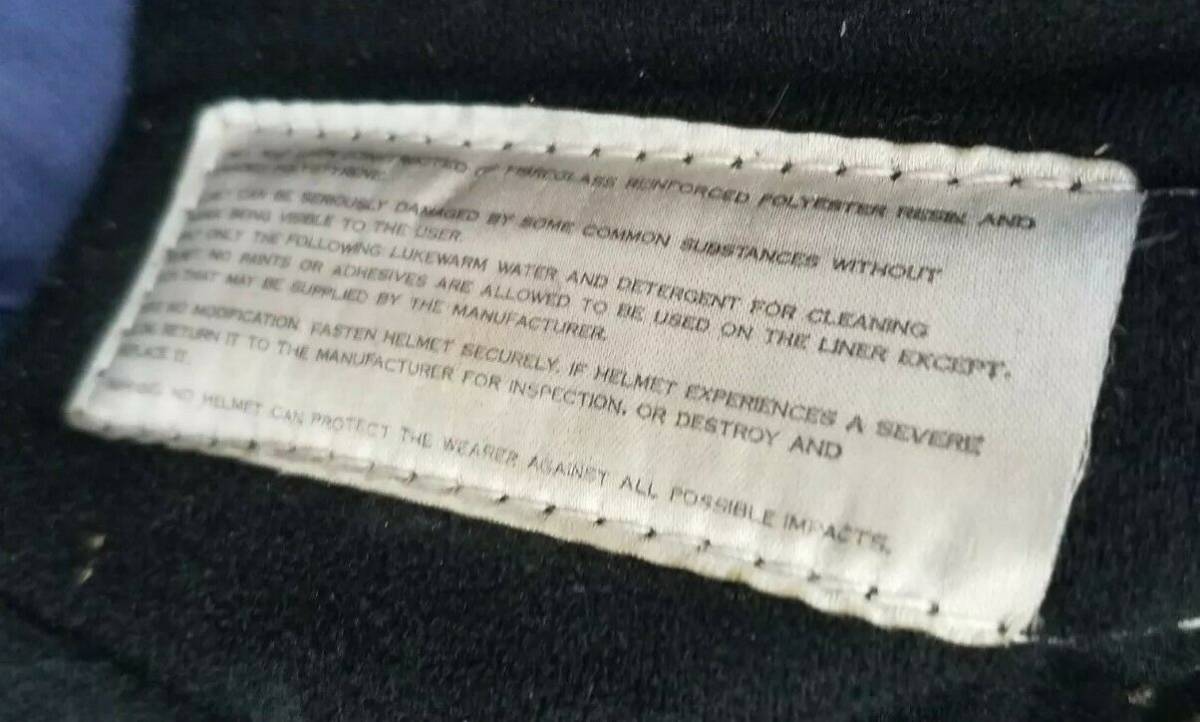 CONSTRUCTED OF FIBREGLASS REINFORCED POLYESTER RESIN AND
POLYSTYRENE.
CAN BE SERIOUSLY DAMAGED BY SOME COMMON SUBSTANCES WITHOUT
BEING VISIBLE TO THE USER.
ONLY THE FOLLOWING: LUKEWARM WATER AND DETERGENT FOR CLEANING
NO PAINTS OR ADHESIVES ARE ALLOWED TO BE USED ON THE LINER EXCEPT.
THAT MAY BE SUPPLIED BY THE MANUFACTURER.
NO MODIFICATION FASTEN HELMET SECURELY. IF HELMET EXPERIENCES A SEVERE
RETURN IT TO THE MANUFACTURER FOR INSPECTION, OR DESTROY AND
REPLACE IT.
NO HELMET CAN PROTECT THE WEARER AGAINST ALL POSSIBLE IMPACTS.